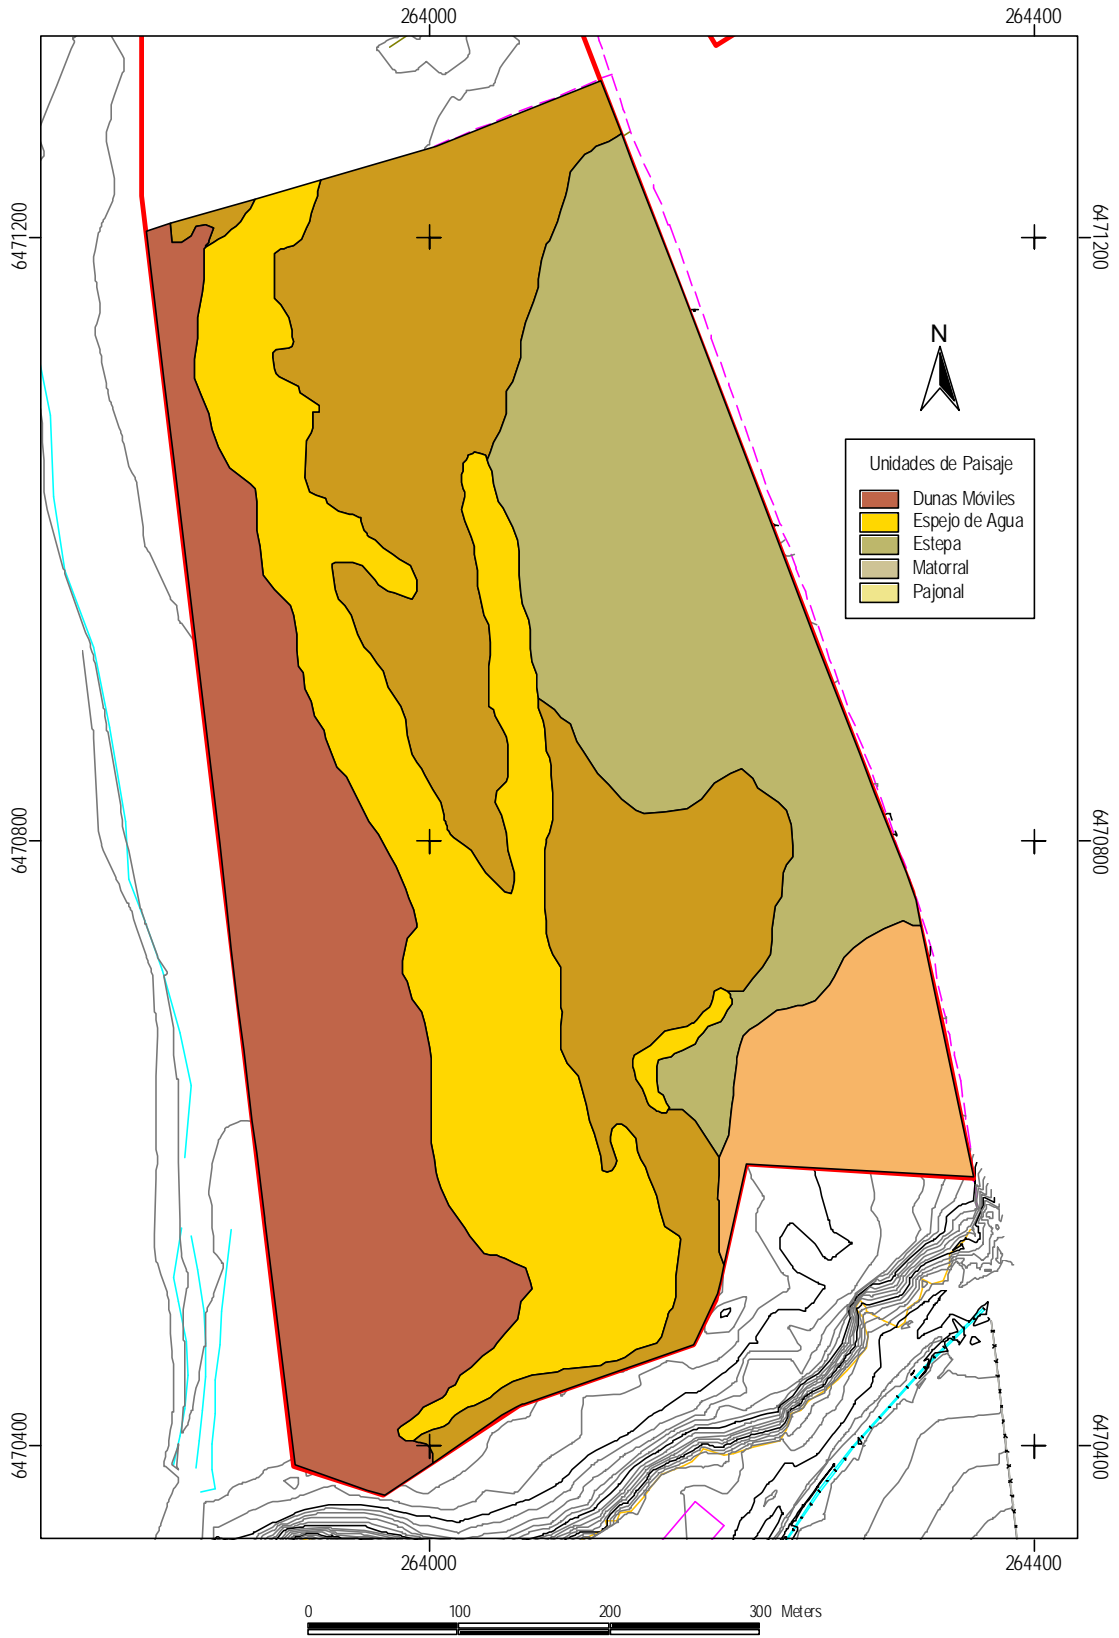 264000
264400
6471200
6471200
N
Unidades de Paisaje
Dunas Móviles
Espejo de Agua
Estepa
Matorral
Pajonal
6470800
6470800
6470400
6470400
264000
264400
0 100 200 300 Meters